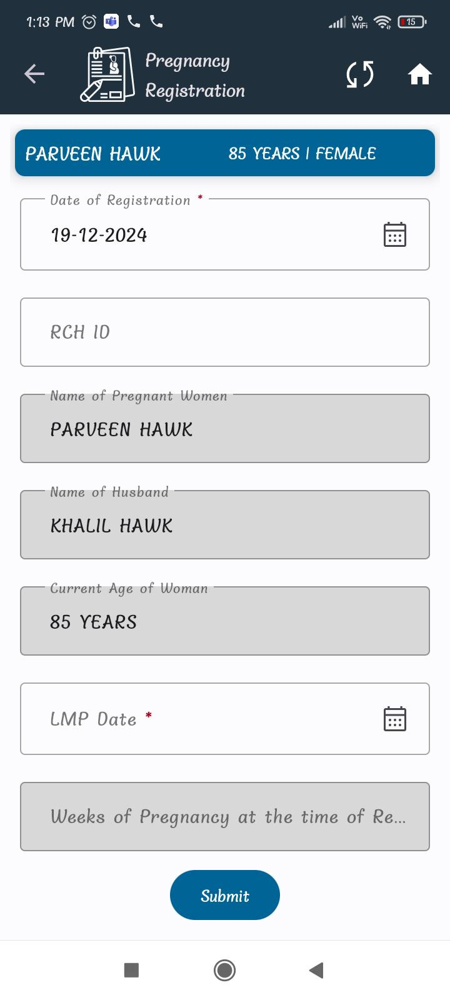 1:13 PM
Vo
WiFi
15
Pregnancy
Registration
PARVEEN HAWK
85 YEARS | FEMALE
Date of Registration *
19-12-2024
RCH ID
Name of Pregnant Women
PARVEEN HAWK
Name of Husband
KHALIL HAWK
Current Age of Woman
85 YEARS
LMP Date *
Weeks of Pregnancy at the time of Re...
Submit